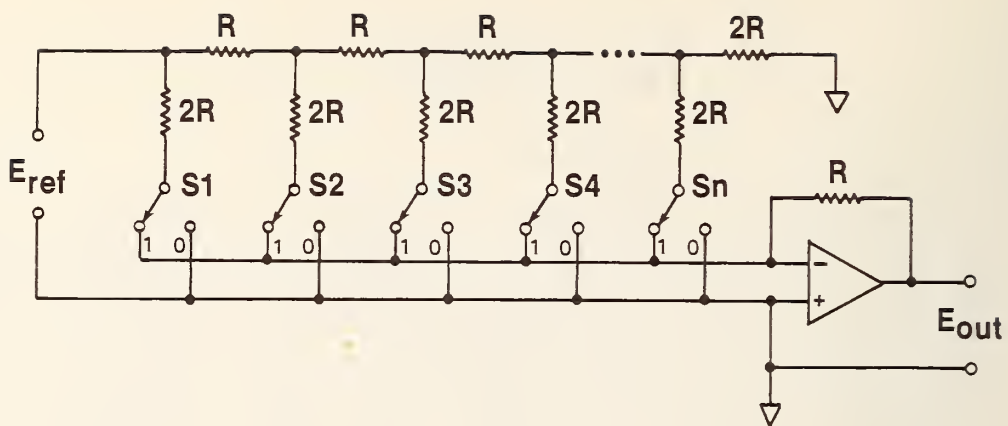 R R R 2R
2R 2R 2R 2R 2R
E_ref S1 S2 S3 S4 Sn
R
1 0 1 0 1 0 1 0 1 0
−
+
E_out